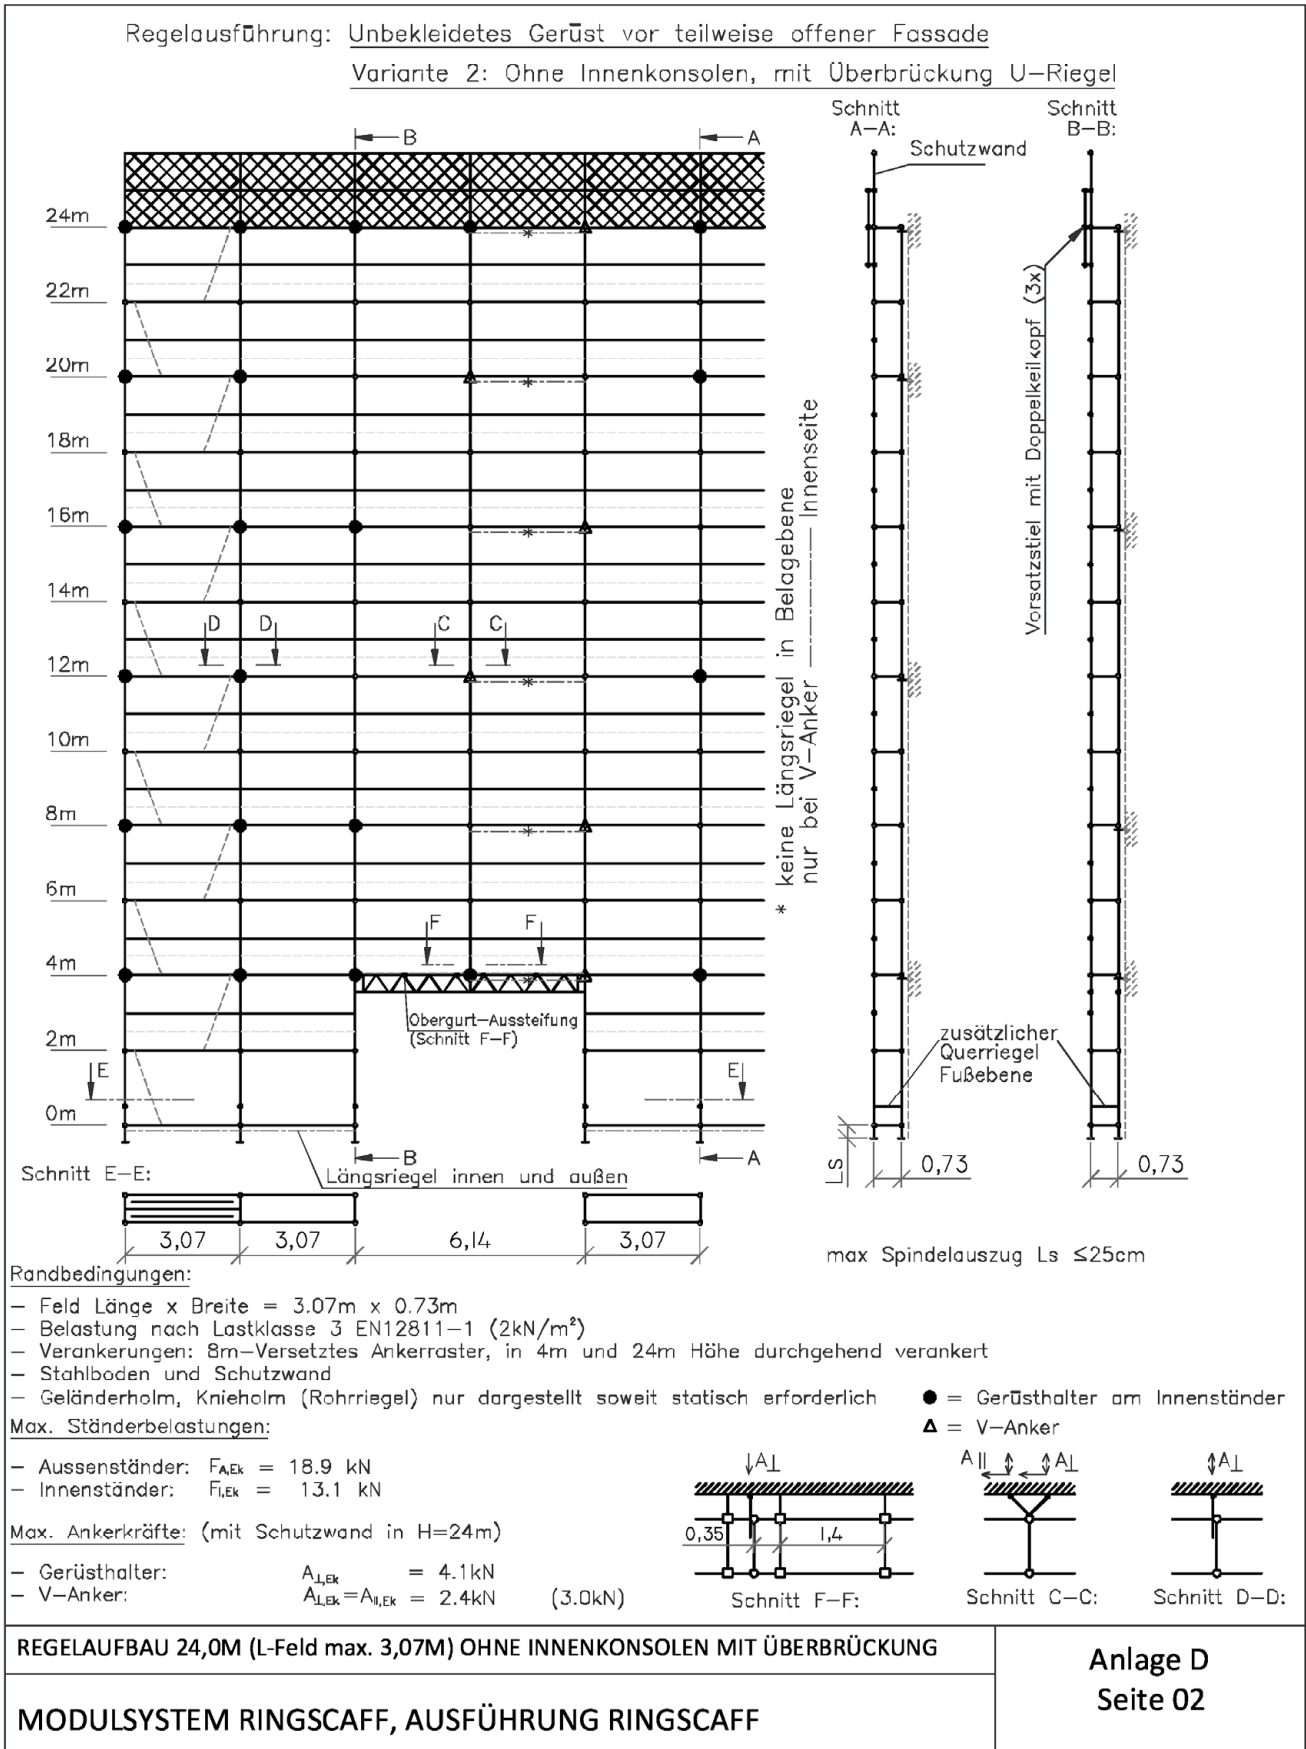 Regelausführung: Unbekleidetes Gerüst vor teilweise offener Fassade
Variante 2: Ohne Innenkonsolen, mit Überbrückung U-Riegel
Schnitt
A-A:
Schnitt
B-B:
B
A
Schutzwand
24m
22m
20m
18m
16m
14m
12m
10m
8m
6m
4m
2m
0m
D
D
C
C
F
F
E
E
* keine Längsriegel in Belagebene
nur bei V-Anker ——— Innenseite
Vorsatzstiel mit Doppelkeilkopf (3x)
Obergurt-Aussteifung
(Schnitt F-F)
zusätzlicher
Querriegel
Fußebene
B
A
Schnitt E-E:
Längsriegel innen und außen
LS
0,73
0,73
3,07
3,07
6,14
3,07
max Spindelauszug Ls ≤25cm
Randbedingungen:
- Feld Länge x Breite = 3.07m x 0.73m
- Belastung nach Lastklasse 3 EN12811-1 (2kN/m²)
- Verankerungen: 8m-Versetztes Ankerraster, in 4m und 24m Höhe durchgehend verankert
- Stahlboden und Schutzwand
- Geländerholm, Knieholm (Rohrriegel) nur dargestellt soweit statisch erforderlich
● = Gerüsthalter am Innenständer
Δ = V-Anker
Max. Ständerbelastungen:
- Aussenständer: FA,Ek = 18.9 kN
- Innenständer: FI,Ek = 13.1 kN
Max. Ankerkräfte: (mit Schutzwand in H=24m)
- Gerüsthalter: A⊥,Ek = 4.1kN
- V-Anker: A⊥,Ek=A||,Ek = 2.4kN (3.0kN)
A⊥
0,35
1,4
Schnitt F-F:
A||
A⊥
Schnitt C-C:
A⊥
Schnitt D-D:
REGELAUFBAU 24,0M (L-Feld max. 3,07M) OHNE INNENKONSOLEN MIT ÜBERBRÜCKUNG
MODULSYSTEM RINGSCAFF, AUSFÜHRUNG RINGSCAFF
Anlage D
Seite 02